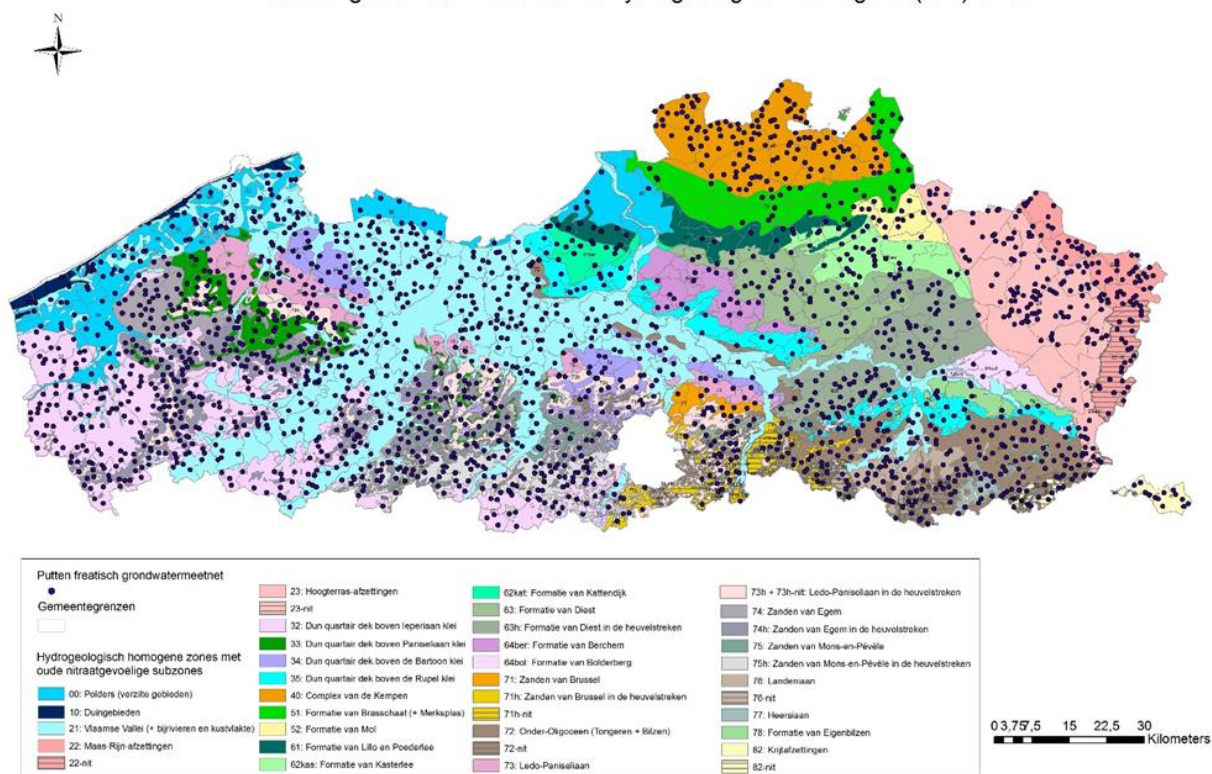 N
Putten freatisch grondwatermeetnet
Gemeentegrenzen
Hydrogeologisch homogene zones met
oude nitraatgevoelige subzones
00: Polders (verzilte gebieden)
10: Duingebieden
21: Vlaamse Vallei (+ bijrivieren en kustvlakte)
22: Maas-Rijn-afzettingen
22-nit
23: Hoogterras-afzettingen
23-nit
32: Dun quartair dek boven Ieperiaan klei
33: Dun quartair dek boven Paniseliaan klei
34: Dun quartair dek boven de Bartoon klei
35: Dun quartair dek boven de Rupel klei
40: Complex van de Kempen
51: Formatie van Brasschaat (+ Merksplas)
52: Formatie van Mol
61: Formatie van Lillo en Poederlee
62kas: Formatie van Kasterlee
62kat: Formatie van Kattendijk
63: Formatie van Diest
63h: Formatie van Diest in de heuvelstreken
64ber: Formatie van Berchem
64bol: Formatie van Bolderberg
71: Zanden van Brussel
71h: Zanden van Brussel in de heuvelstreken
71h-nit
72: Onder-Oligoceen (Tongeren + Bilzen)
72-nit
73: Ledo-Paniseliaan
73h + 73h-nit: Ledo-Paniseliaan in de heuvelstreken
74: Zanden van Egem
74h: Zanden van Egem in de heuvelstreken
75: Zanden van Mons-en-Pévèle
75h: Zanden van Mons-en-Pévèle in de heuvelstreken
76: Landeniaan
76-nit
77: Heersiaan
78: Formatie van Eigenbilzen
82: Krijtafzettingen
82-nit
0 3,75 7,5 15 22,5 30
Kilometers